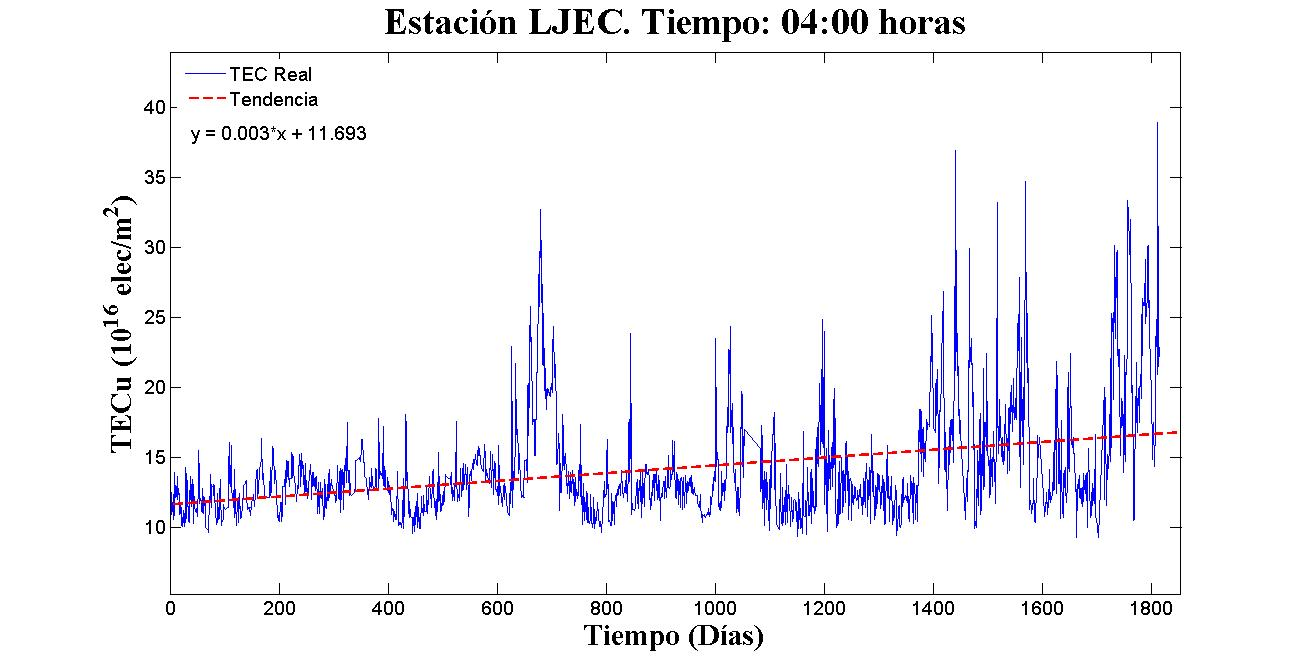 Estación LJEC. Tiempo: 04:00 horas
TEC Real
Tendencia
y = 0.003*x + 11.693
TECu (10^16 elec/m^2)
40
35
30
25
20
15
10
0 200 400 600 800 1000 1200 1400 1600 1800
Tiempo (Días)